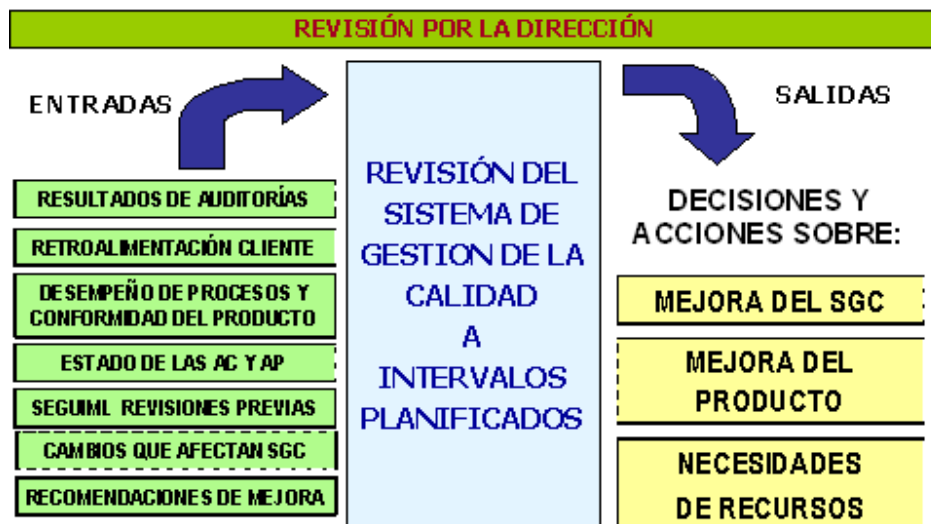 REVISIÓN POR LA DIRECCIÓN
ENTRADAS
RESULTADOS DE AUDITORÍAS
RETROALIMENTACIÓN CLIENTE
DESEMPEÑO DE PROCESOS Y
CONFORMIDAD DEL PRODUCTO
ESTADO DE LAS AC Y AP
SEGUIML REVISIONES PREVIAS
CAMBIOS QUE AFECTAN SGC
RECOMENDACIONES DE MEJORA
REVISIÓN DEL
SISTEMA DE
GESTION DE LA
CALIDAD
A
INTERVALOS
PLANIFICADOS
SALIDAS
DECISIONES Y
ACCIONES SOBRE:
MEJORA DEL SGC
MEJORA DEL
PRODUCTO
NECESIDADES
DE RECURSOS